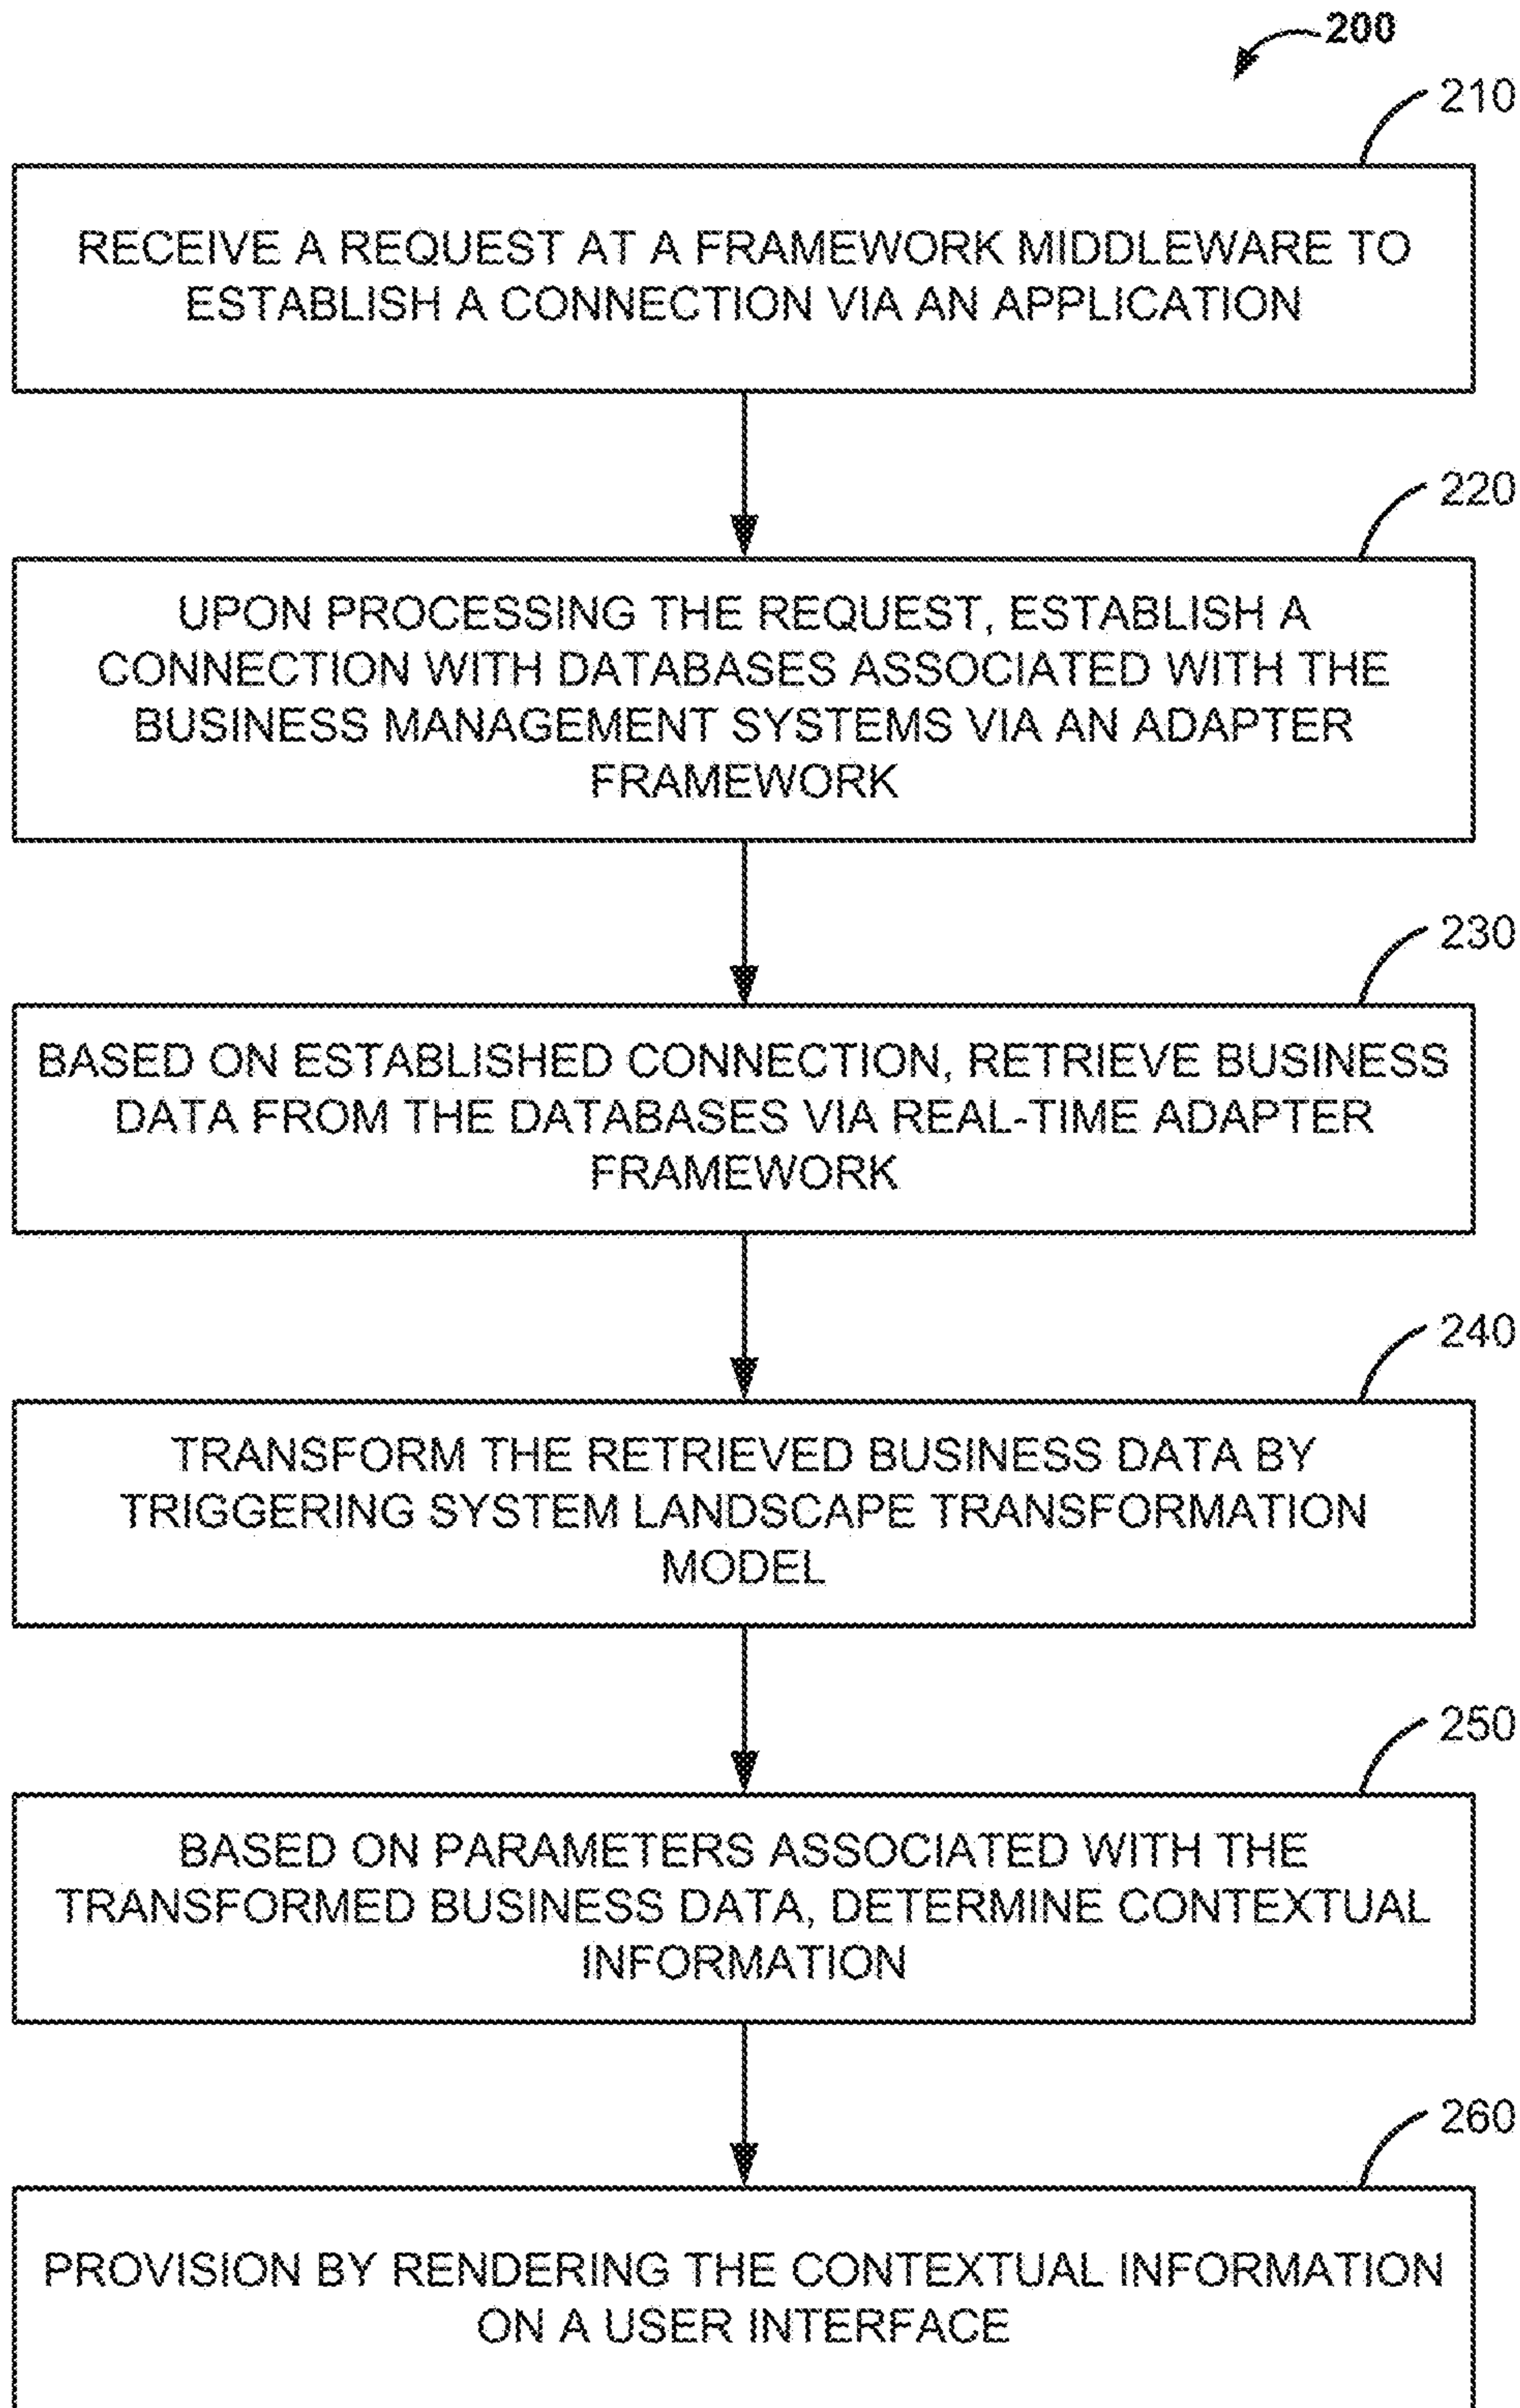 200
210
RECEIVE A REQUEST AT A FRAMEWORK MIDDLEWARE TO
ESTABLISH A CONNECTION VIA AN APPLICATION
220
UPON PROCESSING THE REQUEST, ESTABLISH A
CONNECTION WITH DATABASES ASSOCIATED WITH THE
BUSINESS MANAGEMENT SYSTEMS VIA AN ADAPTER
FRAMEWORK
230
BASED ON ESTABLISHED CONNECTION, RETRIEVE BUSINESS
DATA FROM THE DATABASES VIA REAL-TIME ADAPTER
FRAMEWORK
240
TRANSFORM THE RETRIEVED BUSINESS DATA BY
TRIGGERING SYSTEM LANDSCAPE TRANSFORMATION
MODEL
250
BASED ON PARAMETERS ASSOCIATED WITH THE
TRANSFORMED BUSINESS DATA, DETERMINE CONTEXTUAL
INFORMATION
260
PROVISION BY RENDERING THE CONTEXTUAL INFORMATION
ON A USER INTERFACE